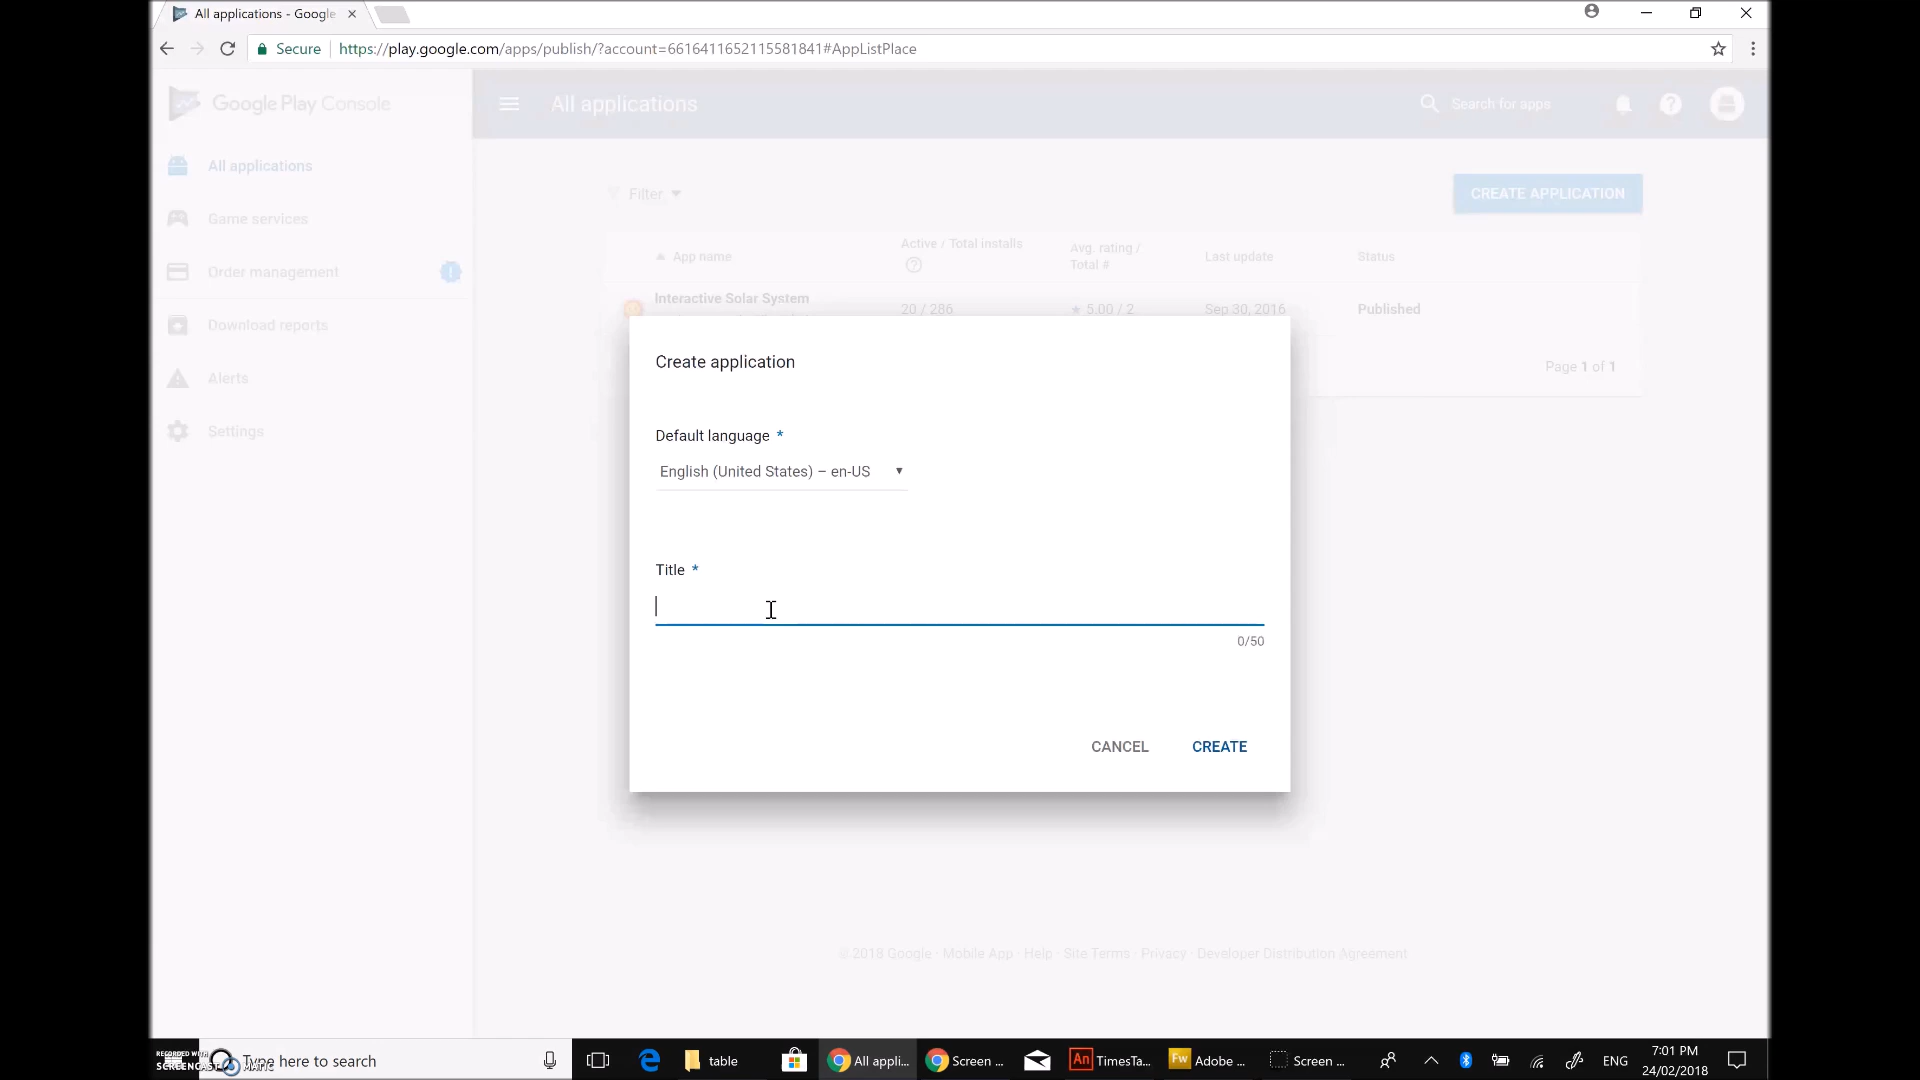 All applications - Google
Secure
https://play.google.com/apps/publish/?account=6616411652115581841#AppListPlace
Google Play Console
All applications
Search for apps
All applications
Game services
Order management
Download reports
Alerts
Settings
Filter
CREATE APPLICATION
App name
Active / Total installs
Avg. rating /
Total #
Last update
Status
Interactive Solar System
20 / 286
★ 5.00 / 2
Sep 30, 2016
Published
Page 1 of 1
Create application
Default language *
English (United States) – en-US
Title *
0/50
CANCEL
CREATE
© 2018 Google · Mobile App · Help · Site Terms · Privacy · Developer Distribution Agreement
RECORDED WITH
SCREENCAST MATIC
Type here to search
table
All appli...
Screen ...
An
TimesTa...
Fw
Adobe ...
Screen ...
ENG
7:01 PM
24/02/2018